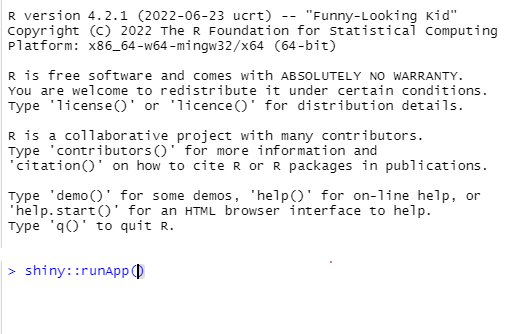 R version 4.2.1 (2022-06-23 ucrt) -- "Funny-Looking Kid"
Copyright (C) 2022 The R Foundation for Statistical Computing
Platform: x86_64-w64-mingw32/x64 (64-bit)
R is free software and comes with ABSOLUTELY NO WARRANTY.
You are welcome to redistribute it under certain conditions.
Type 'license()' or 'licence()' for distribution details.
R is a collaborative project with many contributors.
Type 'contributors()' for more information and
'citation()' on how to cite R or R packages in publications.
Type 'demo()' for some demos, 'help()' for on-line help, or
'help.start()' for an HTML browser interface to help.
Type 'q()' to quit R.
> shiny::runApp()